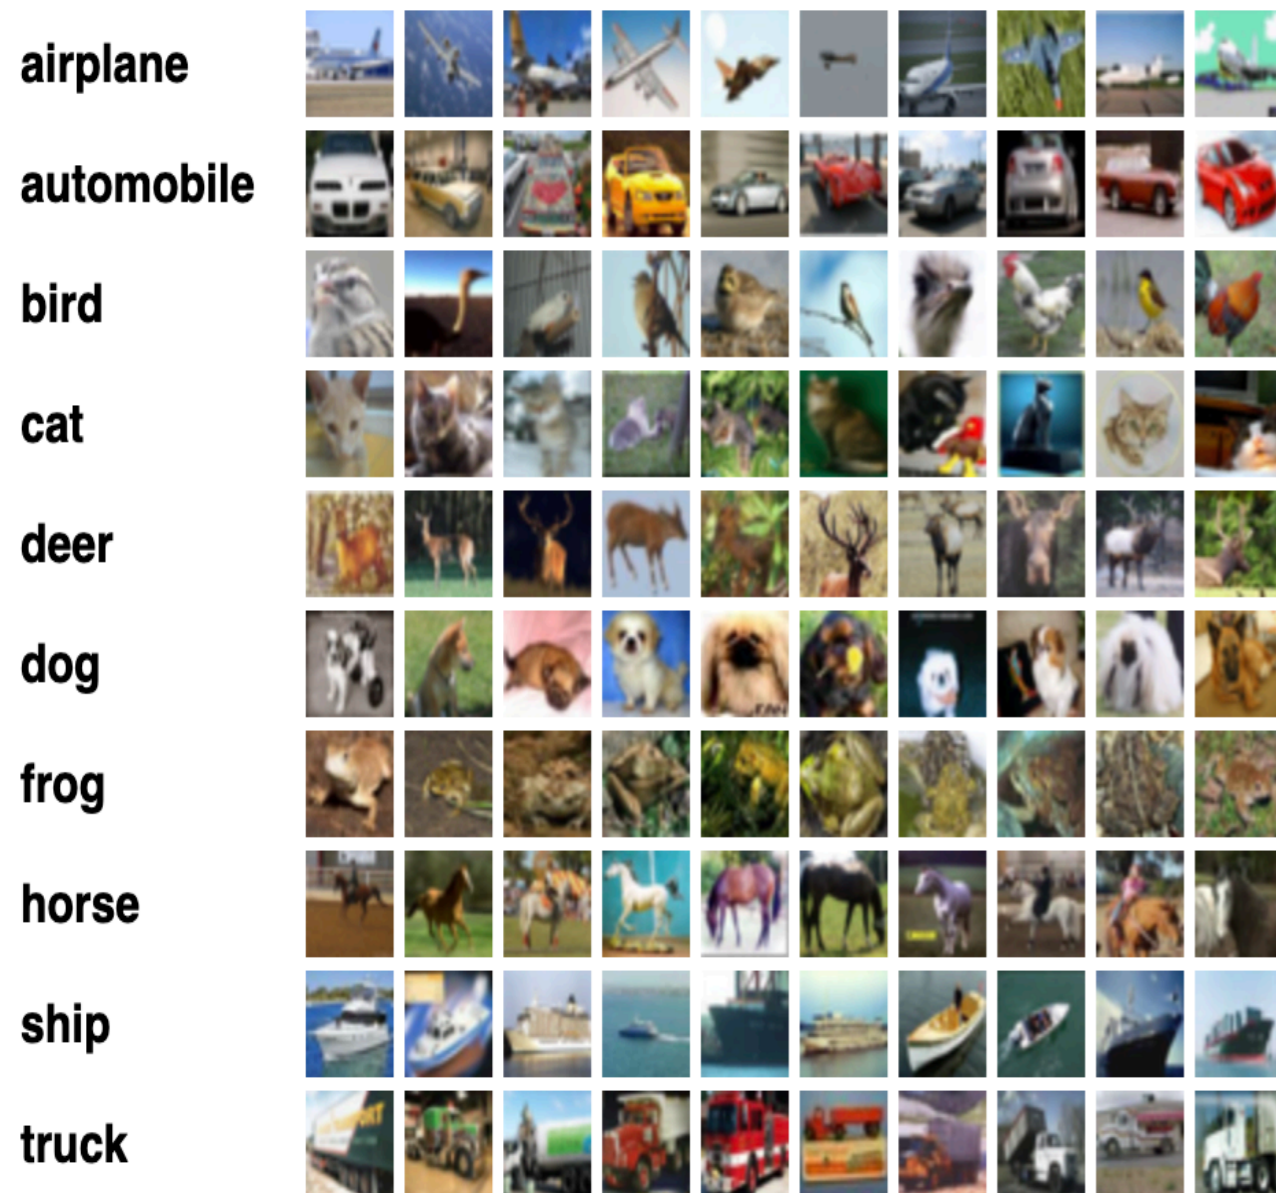 airplane
automobile
bird
cat
deer
dog
frog
horse
ship
truck